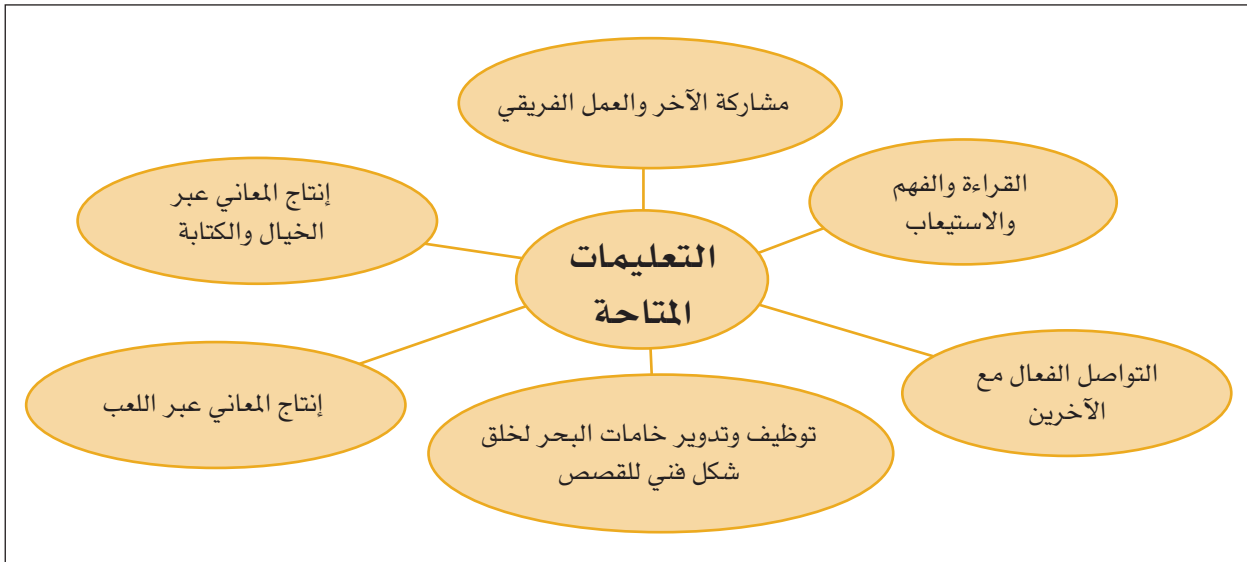 مشاركة الآخر والعمل الفريقي
القراءة والفهم
والاستيعاب
إنتاج المعاني عبر
الخيال والكتابة
التعليمات
المتاحة
التواصل الفعال مع
الآخرين
إنتاج المعاني عبر اللعب
توظيف وتدوير خامات البحر لخلق
شكل فني للقصص